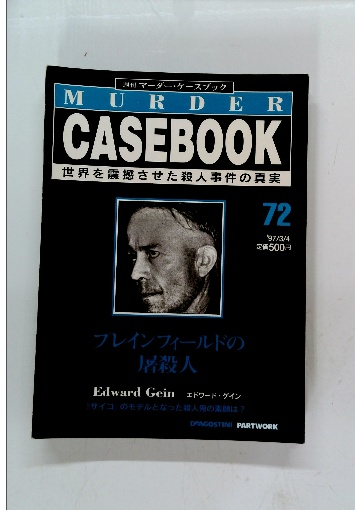 週刊 マーダー・ケースブック
MURDER
CASEBOOK
世界を震撼させた殺人事件の真実
72
'97/3/4
定価500円
プレインフィールドの
屠殺人
Edward Gein エドワード・ゲイン
「サイコ」のモデルとなった殺人鬼の素顔は？
DeAGOSTINI PARTWORK